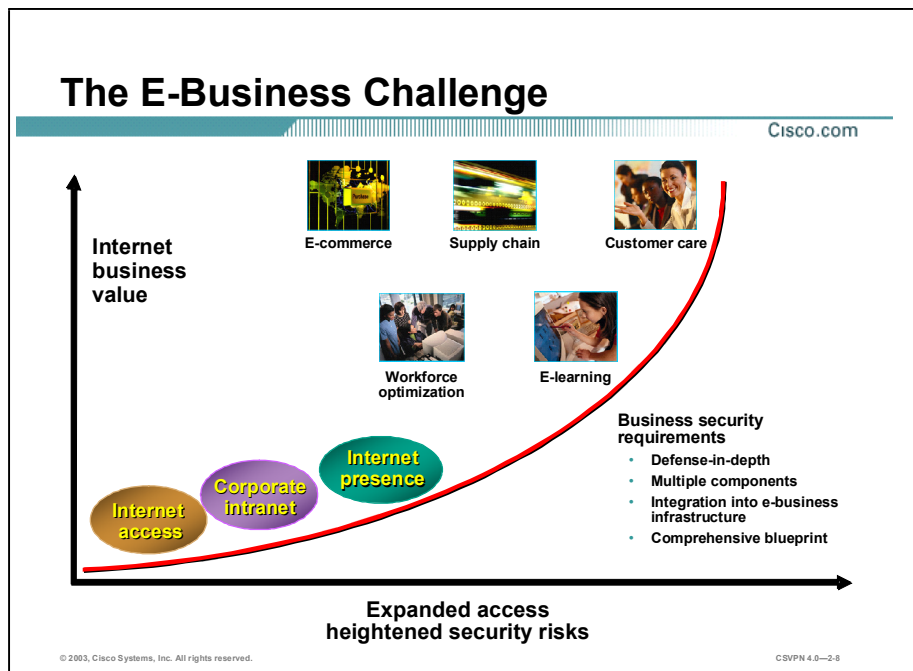 The E-Business Challenge
Cisco.com
Internet
business
value
Purchase
E-commerce
Supply chain
Customer care
Workforce
optimization
E-learning
Internet
access
Corporate
intranet
Internet
presence
Business security
requirements
• Defense-in-depth
• Multiple components
• Integration into e-business
infrastructure
• Comprehensive blueprint
Expanded access
heightened security risks
© 2003, Cisco Systems, Inc. All rights reserved.
CSVPN 4.0—2-8